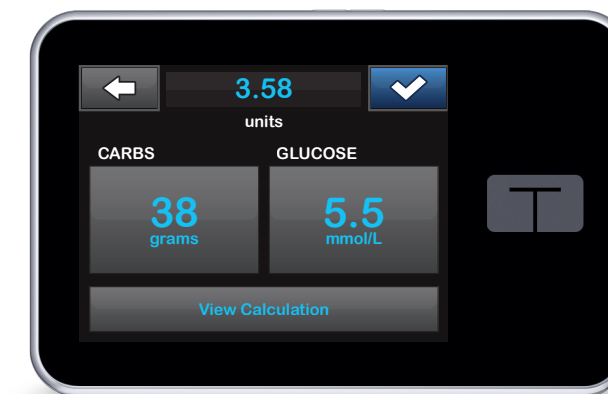 3.58
units
CARBS
GLUCOSE
38
grams
5.5
mmol/L
View Calculation